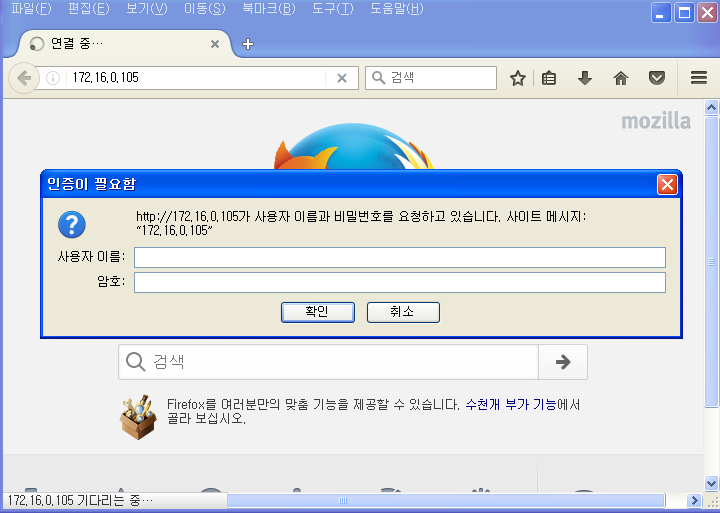 파일(F) 편집(E) 보기(V) 이동(S) 북마크(B) 도구(T) 도움말(H)
연결 중…
172.16.0.105
검색
mozilla
인증이 필요함
http://172.16.0.105가 사용자 이름과 비밀번호를 요청하고 있습니다. 사이트 메시지:
“172.16.0.105”
사용자 이름:
암호:
확인 취소
검색
Firefox를 여러분만의 맞춤 기능을 제공할 수 있습니다. 수천개 부가 기능에서
골라 보십시오.
172.16.0.105 기다리는 중…